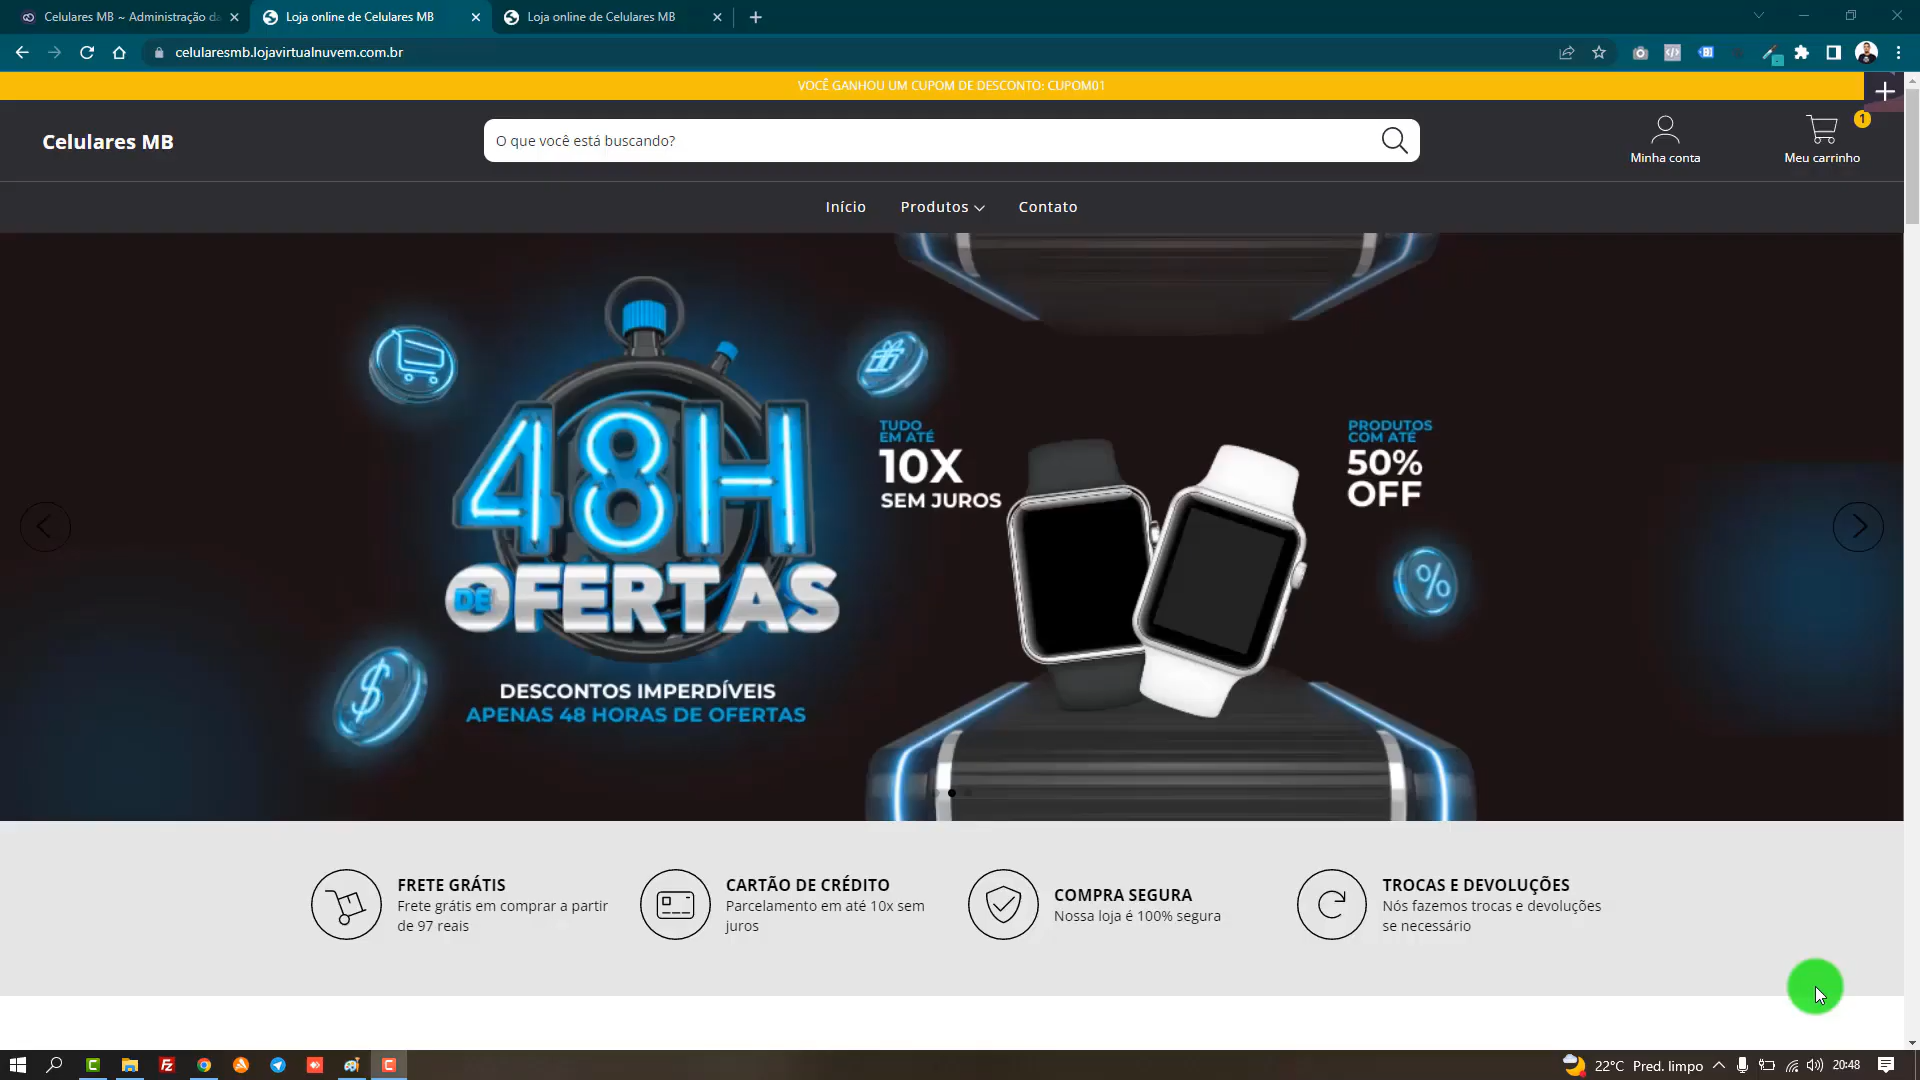 Celulares MB ~ Administração da
Loja online de Celulares MB
Loja online de Celulares MB
celularesmb.lojavirtualnuvem.com.br
VOCÊ GANHOU UM CUPOM DE DESCONTO: CUPOM01
Celulares MB
O que você está buscando?
Minha conta
1
Meu carrinho
Início
Produtos
Contato
48H
DE OFERTAS
DESCONTOS IMPERDÍVEIS
APENAS 48 HORAS DE OFERTAS
TUDO
EM ATÉ
10X
SEM JUROS
PRODUTOS
COM ATÉ
50%
OFF
%
$
FRETE GRÁTIS
Frete grátis em comprar a partir
de 97 reais
CARTÃO DE CRÉDITO
Parcelamento em até 10x sem
juros
COMPRA SEGURA
Nossa loja é 100% segura
TROCAS E DEVOLUÇÕES
Nós fazemos trocas e devoluções
se necessário
22°C Pred. limpo
20:48